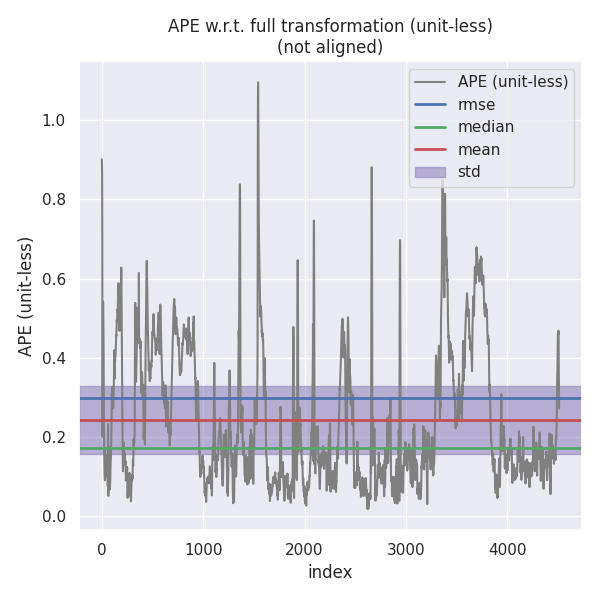 APE w.r.t. full transformation (unit-less)
(not aligned)
APE (unit-less)
rmse
median
mean
std
APE (unit-less)
1.0
0.8
0.6
0.4
0.2
0.0
0 1000 2000 3000 4000
index